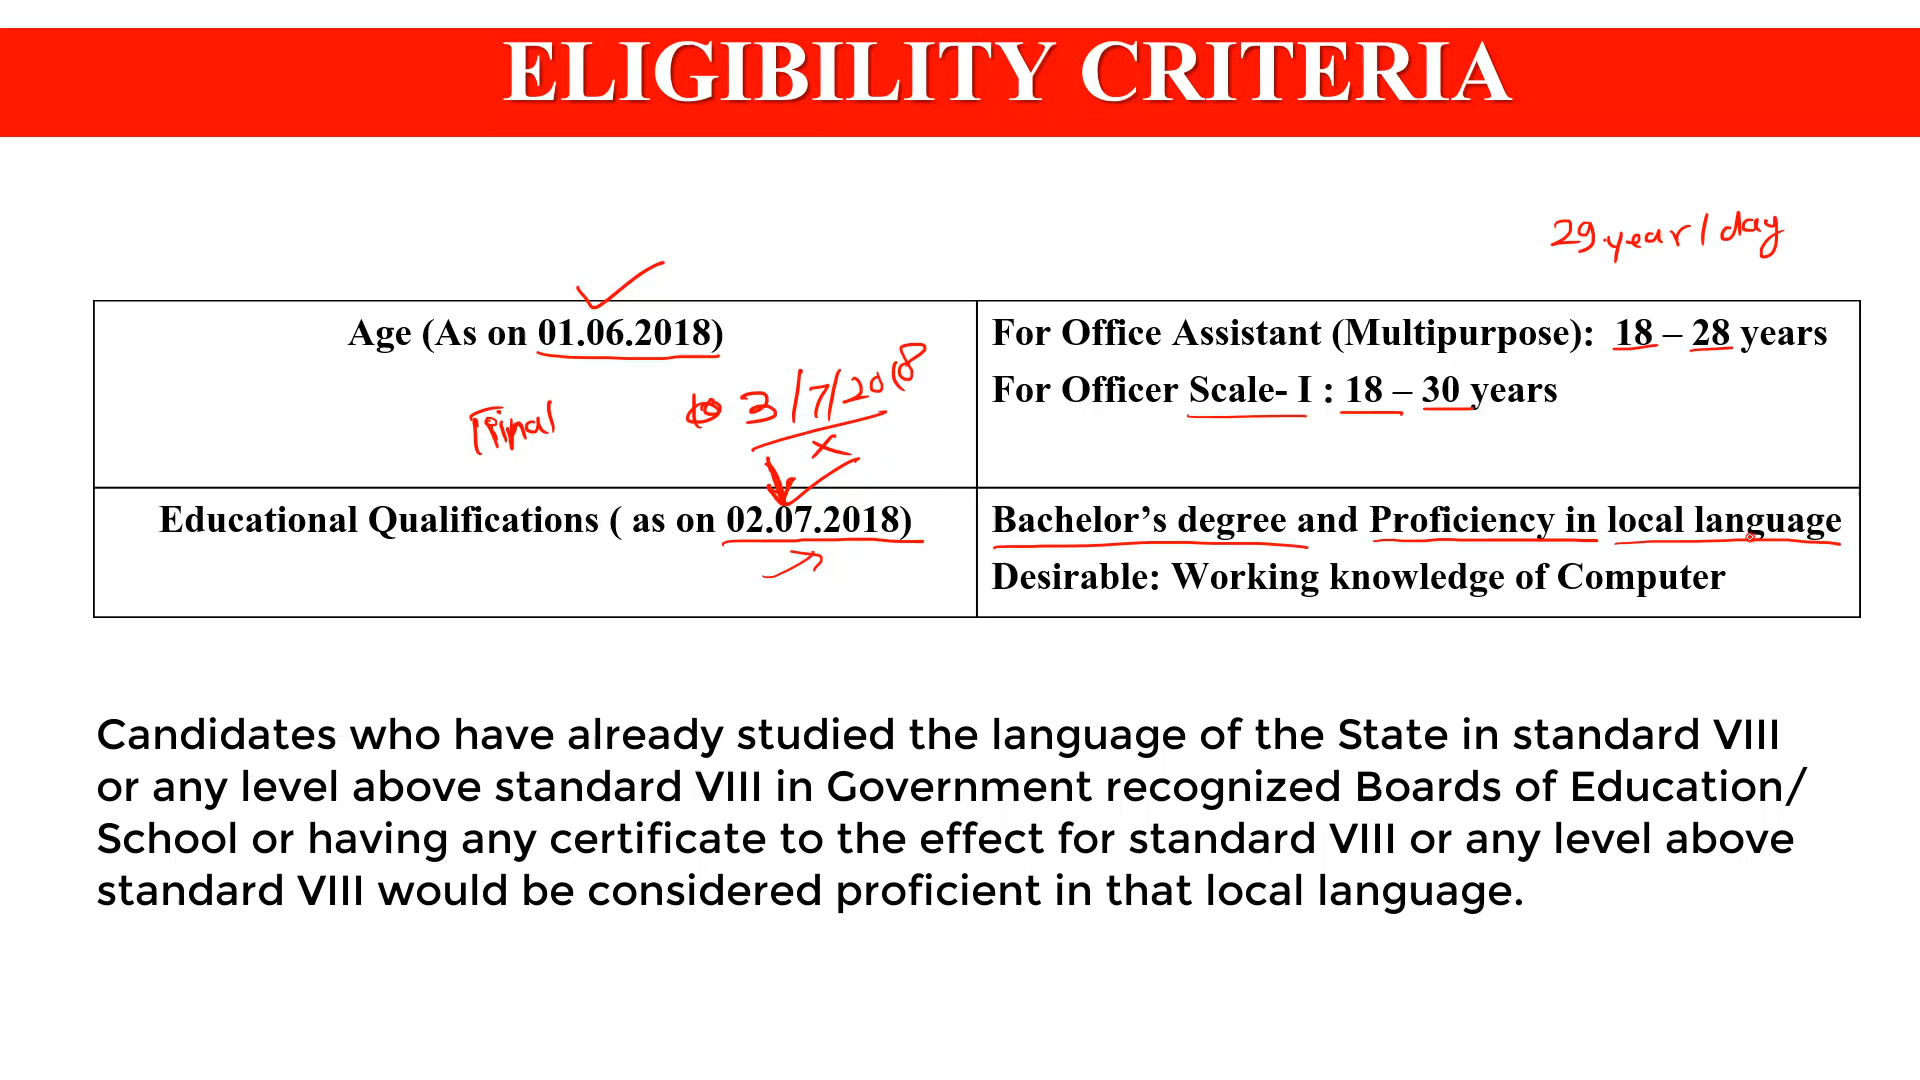 ELIGIBILITY CRITERIA
29 year / day
Age (As on 01.06.2018)
For Office Assistant (Multipurpose): 18 – 28 years
For Officer Scale- I : 18 – 30 years
3/7/2018
Final
Educational Qualifications ( as on 02.07.2018)
Bachelor’s degree and Proficiency in local language
Desirable: Working knowledge of Computer
Candidates who have already studied the language of the State in standard VIII
or any level above standard VIII in Government recognized Boards of Education/
School or having any certificate to the effect for standard VIII or any level above
standard VIII would be considered proficient in that local language.